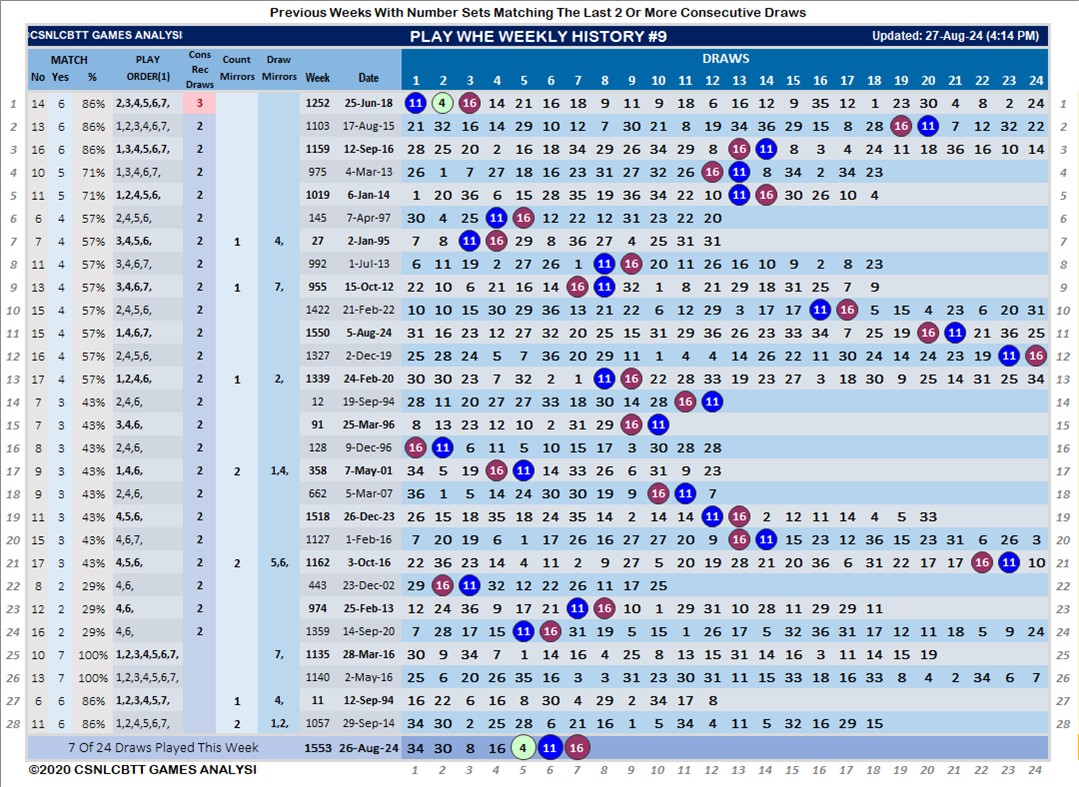 Previous Weeks With Number Sets Matching The Last 2 Or More Consecutive Draws
CSNLCBTT GAMES ANALYSI PLAY WHE WEEKLY HISTORY #9 Updated: 27-Aug-24 (4:14 PM)
MATCH PLAY Cons Count Draw DRAWS
No Yes % ORDER(1) Rec Draws Mirrors Mirrors Week Date 1 2 3 4 5 6 7 8 9 10 11 12 13 14 15 16 17 18 19 20 21 22 23 24
1 14 6 86% 2,3,4,5,6,7, 3 1252 25-Jun-18 11 4 16 14 21 16 18 9 11 9 18 6 16 12 9 16 35 12 1 23 30 4 8 2 24 1
2 13 6 86% 1,2,3,4,6,7, 2 1103 17-Aug-15 21 32 16 14 29 10 12 7 30 21 8 19 34 36 29 15 8 28 16 11 7 12 32 22 2
3 16 6 86% 1,3,4,5,6,7, 2 1159 12-Sep-16 28 25 20 2 16 18 34 29 26 34 29 8 16 11 8 3 4 24 11 18 36 16 10 14 3
4 10 5 71% 1,3,4,6,7, 2 975 4-Mar-13 26 1 7 27 18 16 23 31 27 32 26 16 11 8 34 2 34 23 4
5 11 5 71% 1,2,4,5,6, 2 1019 6-Jan-14 1 20 36 6 15 28 35 19 36 34 22 10 11 16 30 26 10 4 5
6 6 4 57% 2,4,5,6, 2 145 7-Apr-97 30 4 25 11 16 12 22 12 31 23 22 20 6
7 7 4 57% 3,4,5,6, 2 1 4, 27 2-Jan-95 7 8 11 16 29 8 36 27 4 25 31 31 7
8 11 4 57% 3,4,6,7, 2 992 1-Jul-13 6 11 19 2 27 26 1 11 16 20 11 26 16 10 9 2 8 23 8
9 13 4 57% 3,4,6,7, 2 1 7, 955 15-Oct-12 22 10 6 21 16 14 16 11 32 1 8 21 29 18 31 25 7 9 9
10 15 4 57% 2,4,5,6, 2 1422 21-Feb-22 10 10 15 30 29 36 13 21 22 6 12 29 3 17 17 11 16 5 15 4 23 6 20 31 10
11 15 4 57% 1,4,6,7, 2 1550 5-Aug-24 31 16 23 12 27 32 20 25 15 31 29 36 26 23 33 34 7 25 19 16 11 21 36 25 11
12 16 4 57% 2,4,5,6, 2 1327 2-Dec-19 25 28 24 5 7 36 20 29 11 1 4 4 14 26 22 11 30 24 14 24 23 19 11 16 12
13 17 4 57% 1,2,4,6, 2 1 2, 1339 24-Feb-20 30 30 23 7 32 2 1 11 16 22 28 33 19 23 27 3 18 30 9 25 14 31 25 34 13
14 7 3 43% 2,4,6, 2 12 19-Sep-94 28 11 20 27 27 33 18 30 14 28 16 11 14
15 7 3 43% 3,4,6, 2 91 25-Mar-96 8 13 23 12 10 2 31 29 16 11 15
16 8 3 43% 3,4,6, 2 128 9-Dec-96 16 11 6 11 5 10 15 17 3 30 28 28 16
17 9 3 43% 1,4,6, 2 2 1,4, 358 7-May-01 34 5 19 16 11 14 33 26 6 31 9 23 17
18 9 3 43% 2,4,6, 2 662 5-Mar-07 36 1 5 14 24 30 30 19 9 16 11 7 18
19 11 3 43% 4,5,6, 2 1518 26-Dec-23 26 15 18 35 18 24 35 14 2 14 14 11 16 2 12 11 14 4 5 33 19
20 15 3 43% 4,6,7, 2 1127 1-Feb-16 7 20 19 6 1 17 26 16 27 27 20 9 16 11 15 23 12 36 15 23 31 6 26 3 20
21 17 3 43% 4,5,6, 2 2 5,6, 1162 3-Oct-16 22 36 23 14 4 11 2 9 27 5 20 19 28 21 20 36 6 31 22 17 17 16 11 10 21
22 8 2 29% 4,6, 2 443 23-Dec-02 29 16 11 32 12 22 26 11 17 25 22
23 12 2 29% 4,6, 2 974 25-Feb-13 12 24 36 9 17 21 11 16 10 1 29 31 10 28 11 29 29 11 23
24 16 2 29% 4,6, 2 1359 14-Sep-20 7 28 17 15 11 16 31 19 5 15 1 26 17 5 32 36 31 17 12 11 18 5 9 24 24
25 10 7 100% 1,2,3,4,5,6,7, 7, 1135 28-Mar-16 30 9 34 7 1 14 16 4 25 8 13 15 31 14 16 3 11 14 15 19 25
26 13 7 100% 1,2,3,4,5,6,7, 1140 2-May-16 25 6 20 26 35 16 3 3 31 23 30 31 11 15 33 18 16 33 8 4 2 34 6 7 26
27 6 6 86% 1,2,3,4,5,7, 1 4, 11 12-Sep-94 16 22 6 16 8 30 4 29 2 34 17 8 27
28 11 6 86% 1,2,4,5,6,7, 2 1,2, 1057 29-Sep-14 34 30 2 25 28 6 21 16 1 5 34 4 11 5 32 16 29 15 28
7 Of 24 Draws Played This Week 1553 26-Aug-24 34 30 8 16 4 11 16
©2020 CSNLCBTT GAMES ANALYSI 1 2 3 4 5 6 7 8 9 10 11 12 13 14 15 16 17 18 19 20 21 22 23 24